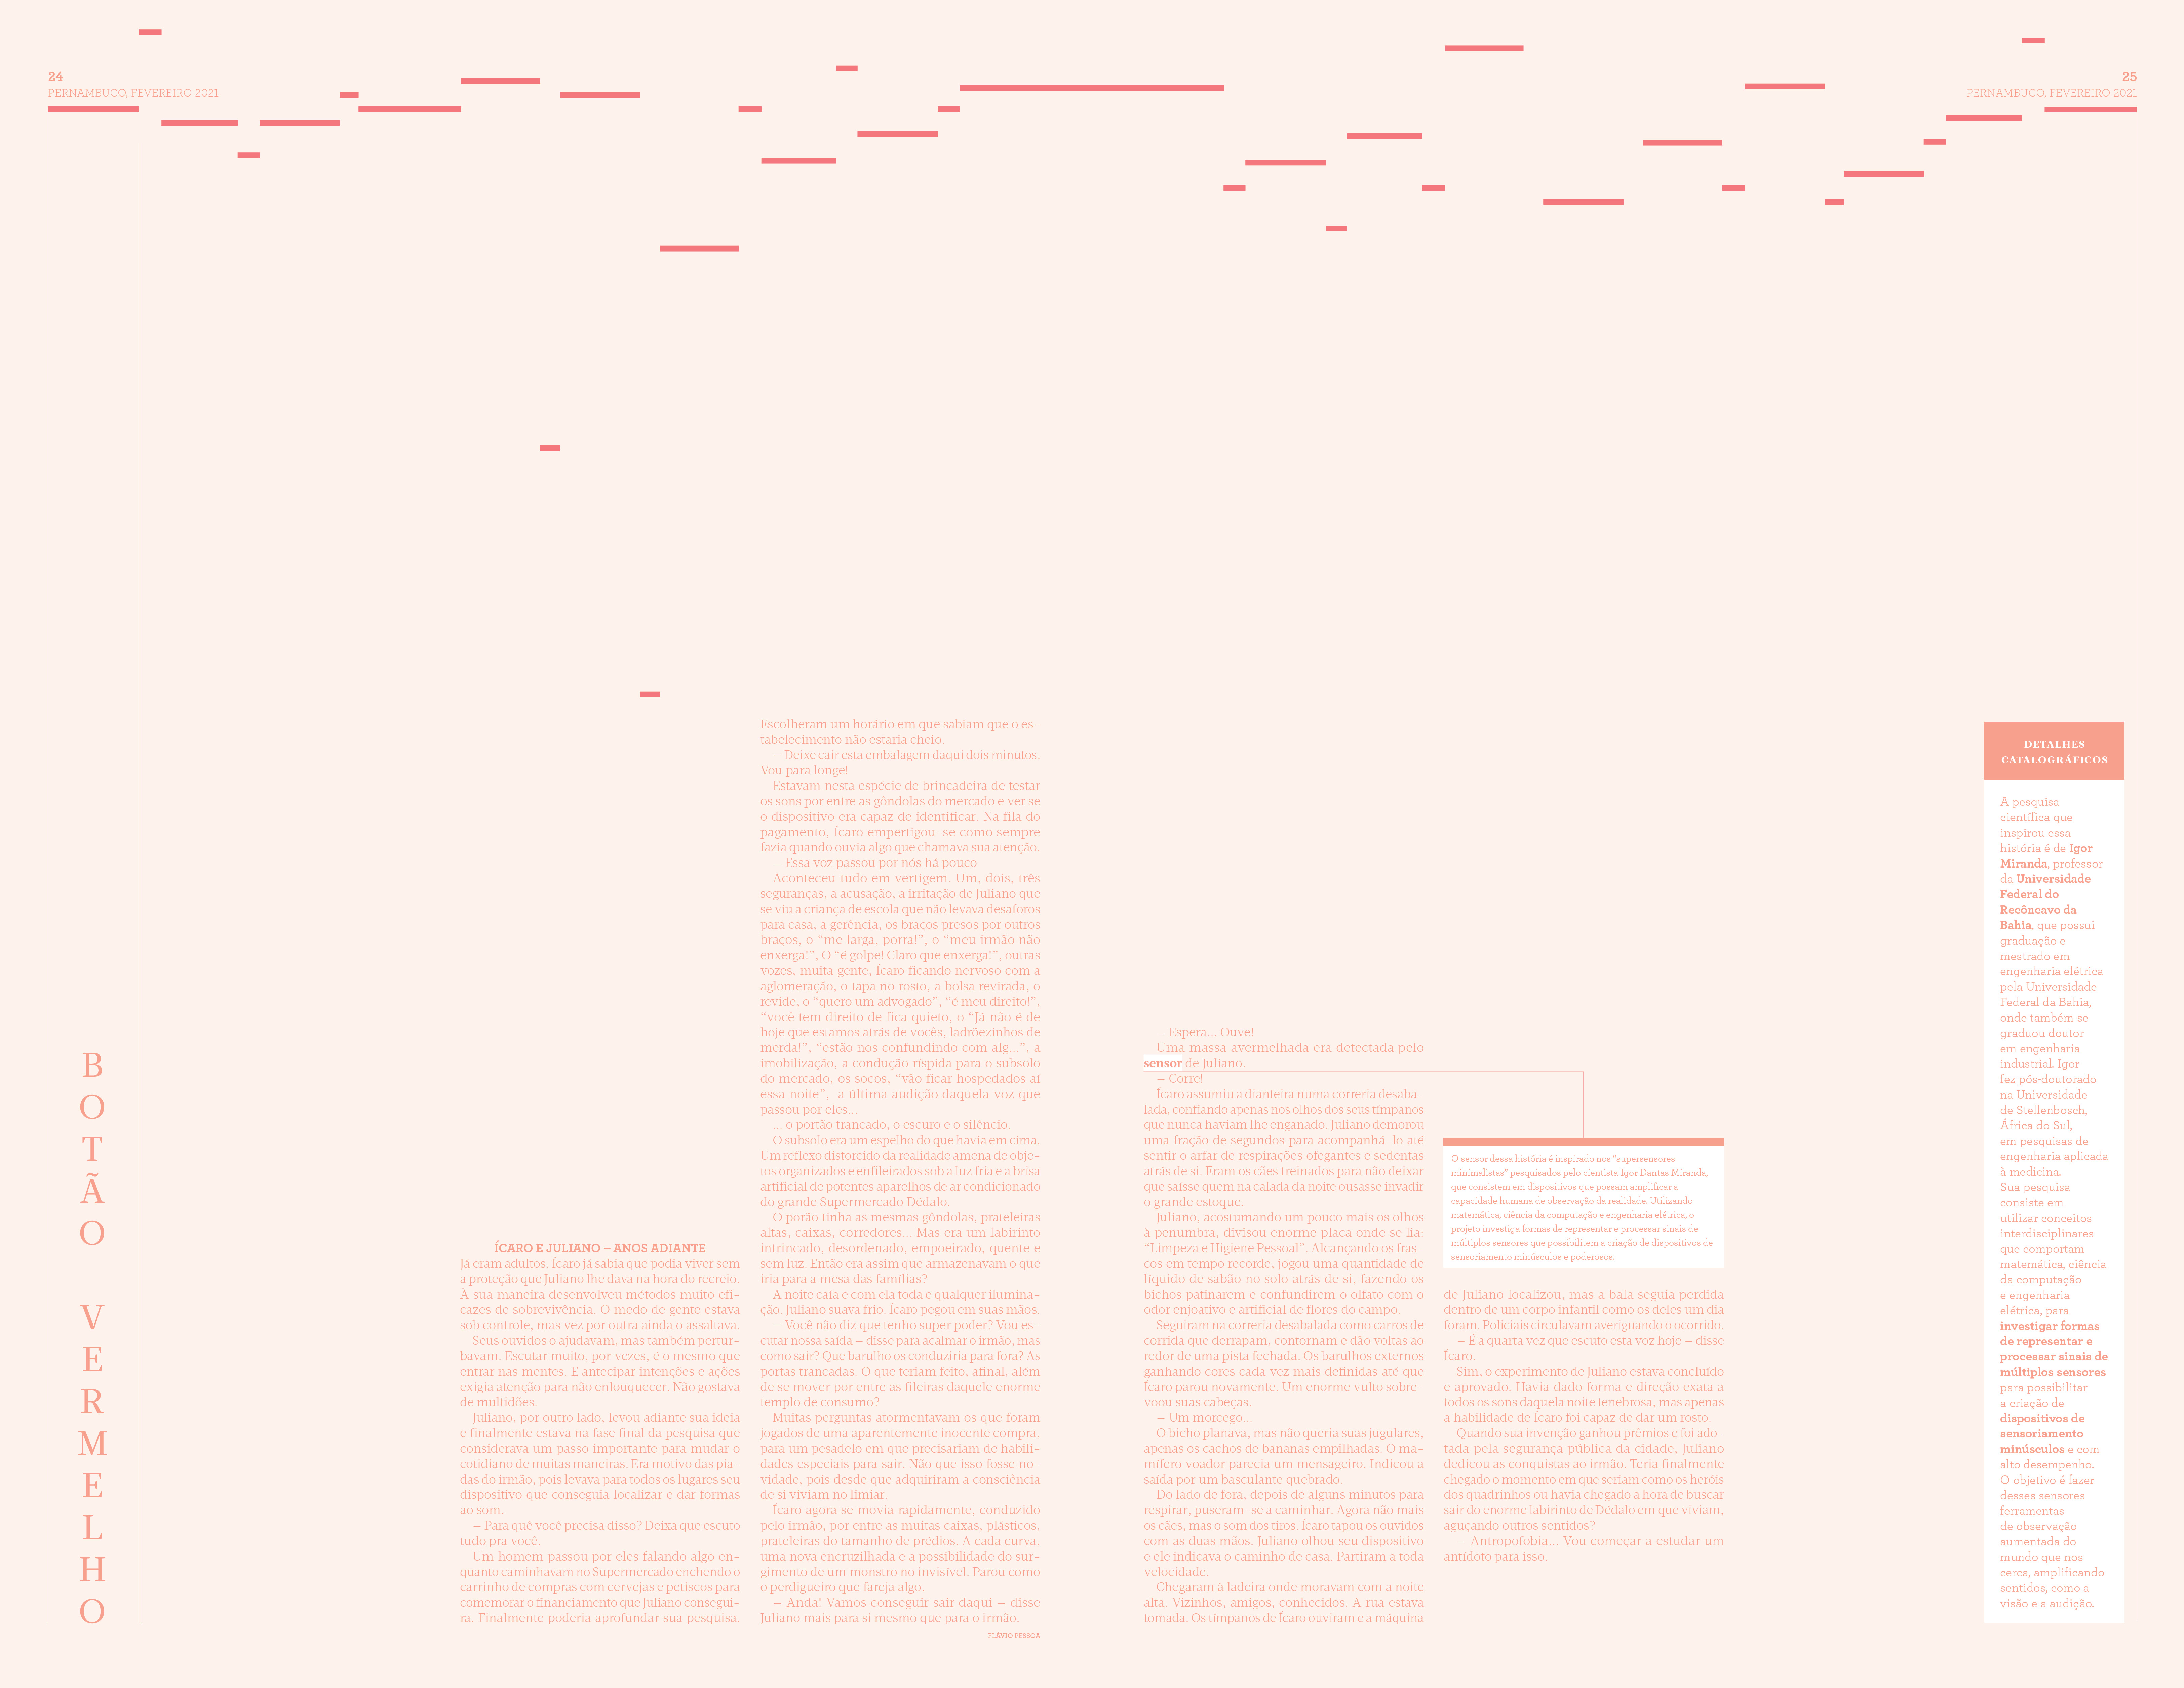 24
PERNAMBUCO, FEVEREIRO 2021
25
PERNAMBUCO, FEVEREIRO 2021
BOTÃO VERMELHO
ÍCARO E JULIANO – ANOS ADIANTE
Já eram adultos. Ícaro já sabia que podia viver sem
a proteção que Juliano lhe dava na hora do recreio.
À sua maneira desenvolveu métodos muito efi-
cazes de sobrevivência. O medo de gente estava
sob controle, mas vez por outra ainda o assaltava.
Seus ouvidos o ajudavam, mas também pertur-
bavam. Escutar muito, por vezes, é o mesmo que
entrar nas mentes. E antecipar intenções e ações
exigia atenção para não enlouquecer. Não gostava
de multidões.
Juliano, por outro lado, levou adiante sua ideia
e finalmente estava na fase final da pesquisa que
considerava um passo importante para mudar o
cotidiano de muitas maneiras. Era motivo das pia-
das do irmão, pois levava para todos os lugares seu
dispositivo que conseguia localizar e dar formas
ao som.
– Para quê você precisa disso? Deixa que escuto
tudo pra você.
Um homem passou por eles falando algo en-
quanto caminhavam no Supermercado enchendo o
carrinho de compras com cervejas e petiscos para
comemorar o financiamento que Juliano consegui-
ra. Finalmente poderia aprofundar sua pesquisa.
Escolheram um horário em que sabiam que o es-
tabelecimento não estaria cheio.
– Deixe cair esta embalagem daqui dois minutos.
Vou para longe!
Estavam nesta espécie de brincadeira de testar
os sons por entre as gôndolas do mercado e ver se
o dispositivo era capaz de identificar. Na fila do
pagamento, Ícaro empertigou-se como sempre
fazia quando ouvia algo que chamava sua atenção.
– Essa voz passou por nós há pouco
Aconteceu tudo em vertigem. Um, dois, três
seguranças, a acusação, a irritação de Juliano que
se viu a criança de escola que não levava desaforos
para casa, a gerência, os braços presos por outros
braços, o “me larga, porra!”, o “meu irmão não
enxerga!”, O “é golpe! Claro que enxerga!”, outras
vozes, muita gente, Ícaro ficando nervoso com a
aglomeração, o tapa no rosto, a bolsa revirada, o
revide, o “quero um advogado”, “é meu direito!”,
“você tem direito de fica quieto, o “Já não é de
hoje que estamos atrás de vocês, ladrõezinhos de
merda!”, “estão nos confundindo com alg...”, a
imobilização, a condução ríspida para o subsolo
do mercado, os socos, “vão ficar hospedados aí
essa noite”, a última audição daquela voz que
passou por eles...
... o portão trancado, o escuro e o silêncio.
O subsolo era um espelho do que havia em cima.
Um reflexo distorcido da realidade amena de obje-
tos organizados e enfileirados sob a luz fria e a brisa
artificial de potentes aparelhos de ar condicionado
do grande Supermercado Dédalo.
O porão tinha as mesmas gôndolas, prateleiras
altas, caixas, corredores... Mas era um labirinto
intrincado, desordenado, empoeirado, quente e
sem luz. Então era assim que armazenavam o que
iria para a mesa das famílias?
A noite caía e com ela toda e qualquer ilumina-
ção. Juliano suava frio. Ícaro pegou em suas mãos.
– Você não diz que tenho super poder? Vou es-
cutar nossa saída – disse para acalmar o irmão, mas
como sair? Que barulho os conduziria para fora? As
portas trancadas. O que teriam feito, afinal, além
de se mover por entre as fileiras daquele enorme
templo de consumo?
Muitas perguntas atormentavam os que foram
jogados de uma aparentemente inocente compra,
para um pesadelo em que precisariam de habili-
dades especiais para sair. Não que isso fosse no-
vidade, pois desde que adquiriram a consciência
de si viviam no limiar.
Ícaro agora se movia rapidamente, conduzido
pelo irmão, por entre as muitas caixas, plásticos,
prateleiras do tamanho de prédios. A cada curva,
uma nova encruzilhada e a possibilidade do sur-
gimento de um monstro no invisível. Parou como
o perdigueiro que fareja algo.
– Anda! Vamos conseguir sair daqui – disse
Juliano mais para si mesmo que para o irmão.
FLÁVIO PESSOA
– Espera... Ouve!
Uma massa avermelhada era detectada pelo
sensor de Juliano.
– Corre!
Ícaro assumiu a dianteira numa correria desaba-
lada, confiando apenas nos olhos dos seus tímpanos
que nunca haviam lhe enganado. Juliano demorou
uma fração de segundos para acompanhá-lo até
sentir o arfar de respirações ofegantes e sedentas
atrás de si. Eram os cães treinados para não deixar
que saísse quem na calada da noite ousasse invadir
o grande estoque.
Juliano, acostumando um pouco mais os olhos
à penumbra, divisou enorme placa onde se lia:
“Limpeza e Higiene Pessoal”. Alcançando os fras-
cos em tempo recorde, jogou uma quantidade de
líquido de sabão no solo atrás de si, fazendo os
bichos patinarem e confundirem o olfato com o
odor enjoativo e artificial de flores do campo.
Seguiram na correria desabalada como carros de
corrida que derrapam, contornam e dão voltas ao
redor de uma pista fechada. Os barulhos externos
ganhando cores cada vez mais definidas até que
Ícaro parou novamente. Um enorme vulto sobre-
voou suas cabeças.
– Um morcego...
O bicho planava, mas não queria suas jugulares,
apenas os cachos de bananas empilhadas. O ma-
mífero voador parecia um mensageiro. Indicou a
saída por um basculante quebrado.
Do lado de fora, depois de alguns minutos para
respirar, puseram-se a caminhar. Agora não mais
os cães, mas o som dos tiros. Ícaro tapou os ouvidos
com as duas mãos. Juliano olhou seu dispositivo
e ele indicava o caminho de casa. Partiram a toda
velocidade.
Chegaram à ladeira onde moravam com a noite
alta. Vizinhos, amigos, conhecidos. A rua estava
tomada. Os tímpanos de Ícaro ouviram e a máquina
O sensor dessa história é inspirado nos “supersensores
minimalistas” pesquisados pelo cientista Igor Dantas Miranda,
que consistem em dispositivos que possam amplificar a
capacidade humana de observação da realidade. Utilizando
matemática, ciência da computação e engenharia elétrica, o
projeto investiga formas de representar e processar sinais de
múltiplos sensores que possibilitem a criação de dispositivos de
sensoriamento minúsculos e poderosos.
de Juliano localizou, mas a bala seguia perdida
dentro de um corpo infantil como os deles um dia
foram. Policiais circulavam averiguando o ocorrido.
– É a quarta vez que escuto esta voz hoje – disse
Ícaro.
Sim, o experimento de Juliano estava concluído
e aprovado. Havia dado forma e direção exata a
todos os sons daquela noite tenebrosa, mas apenas
a habilidade de Ícaro foi capaz de dar um rosto.
Quando sua invenção ganhou prêmios e foi ado-
tada pela segurança pública da cidade, Juliano
dedicou as conquistas ao irmão. Teria finalmente
chegado o momento em que seriam como os heróis
dos quadrinhos ou havia chegado a hora de buscar
sair do enorme labirinto de Dédalo em que viviam,
aguçando outros sentidos?
– Antropofobia... Vou começar a estudar um
antídoto para isso.
DETALHES
CATALOGRÁFICOS
A pesquisa
científica que
inspirou essa
história é de Igor
Miranda, professor
da Universidade
Federal do
Recôncavo da
Bahia, que possui
graduação e
mestrado em
engenharia elétrica
pela Universidade
Federal da Bahia,
onde também se
graduou doutor
em engenharia
industrial. Igor
fez pós-doutorado
na Universidade
de Stellenbosch,
África do Sul,
em pesquisas de
engenharia aplicada
à medicina.
Sua pesquisa
consiste em
utilizar conceitos
interdisciplinares
que comportam
matemática, ciência
da computação
e engenharia
elétrica, para
investigar formas
de representar e
processar sinais de
múltiplos sensores
para possibilitar
a criação de
dispositivos de
sensoriamento
minúsculos e com
alto desempenho.
O objetivo é fazer
desses sensores
ferramentas
de observação
aumentada do
mundo que nos
cerca, amplificando
sentidos, como a
visão e a audição.